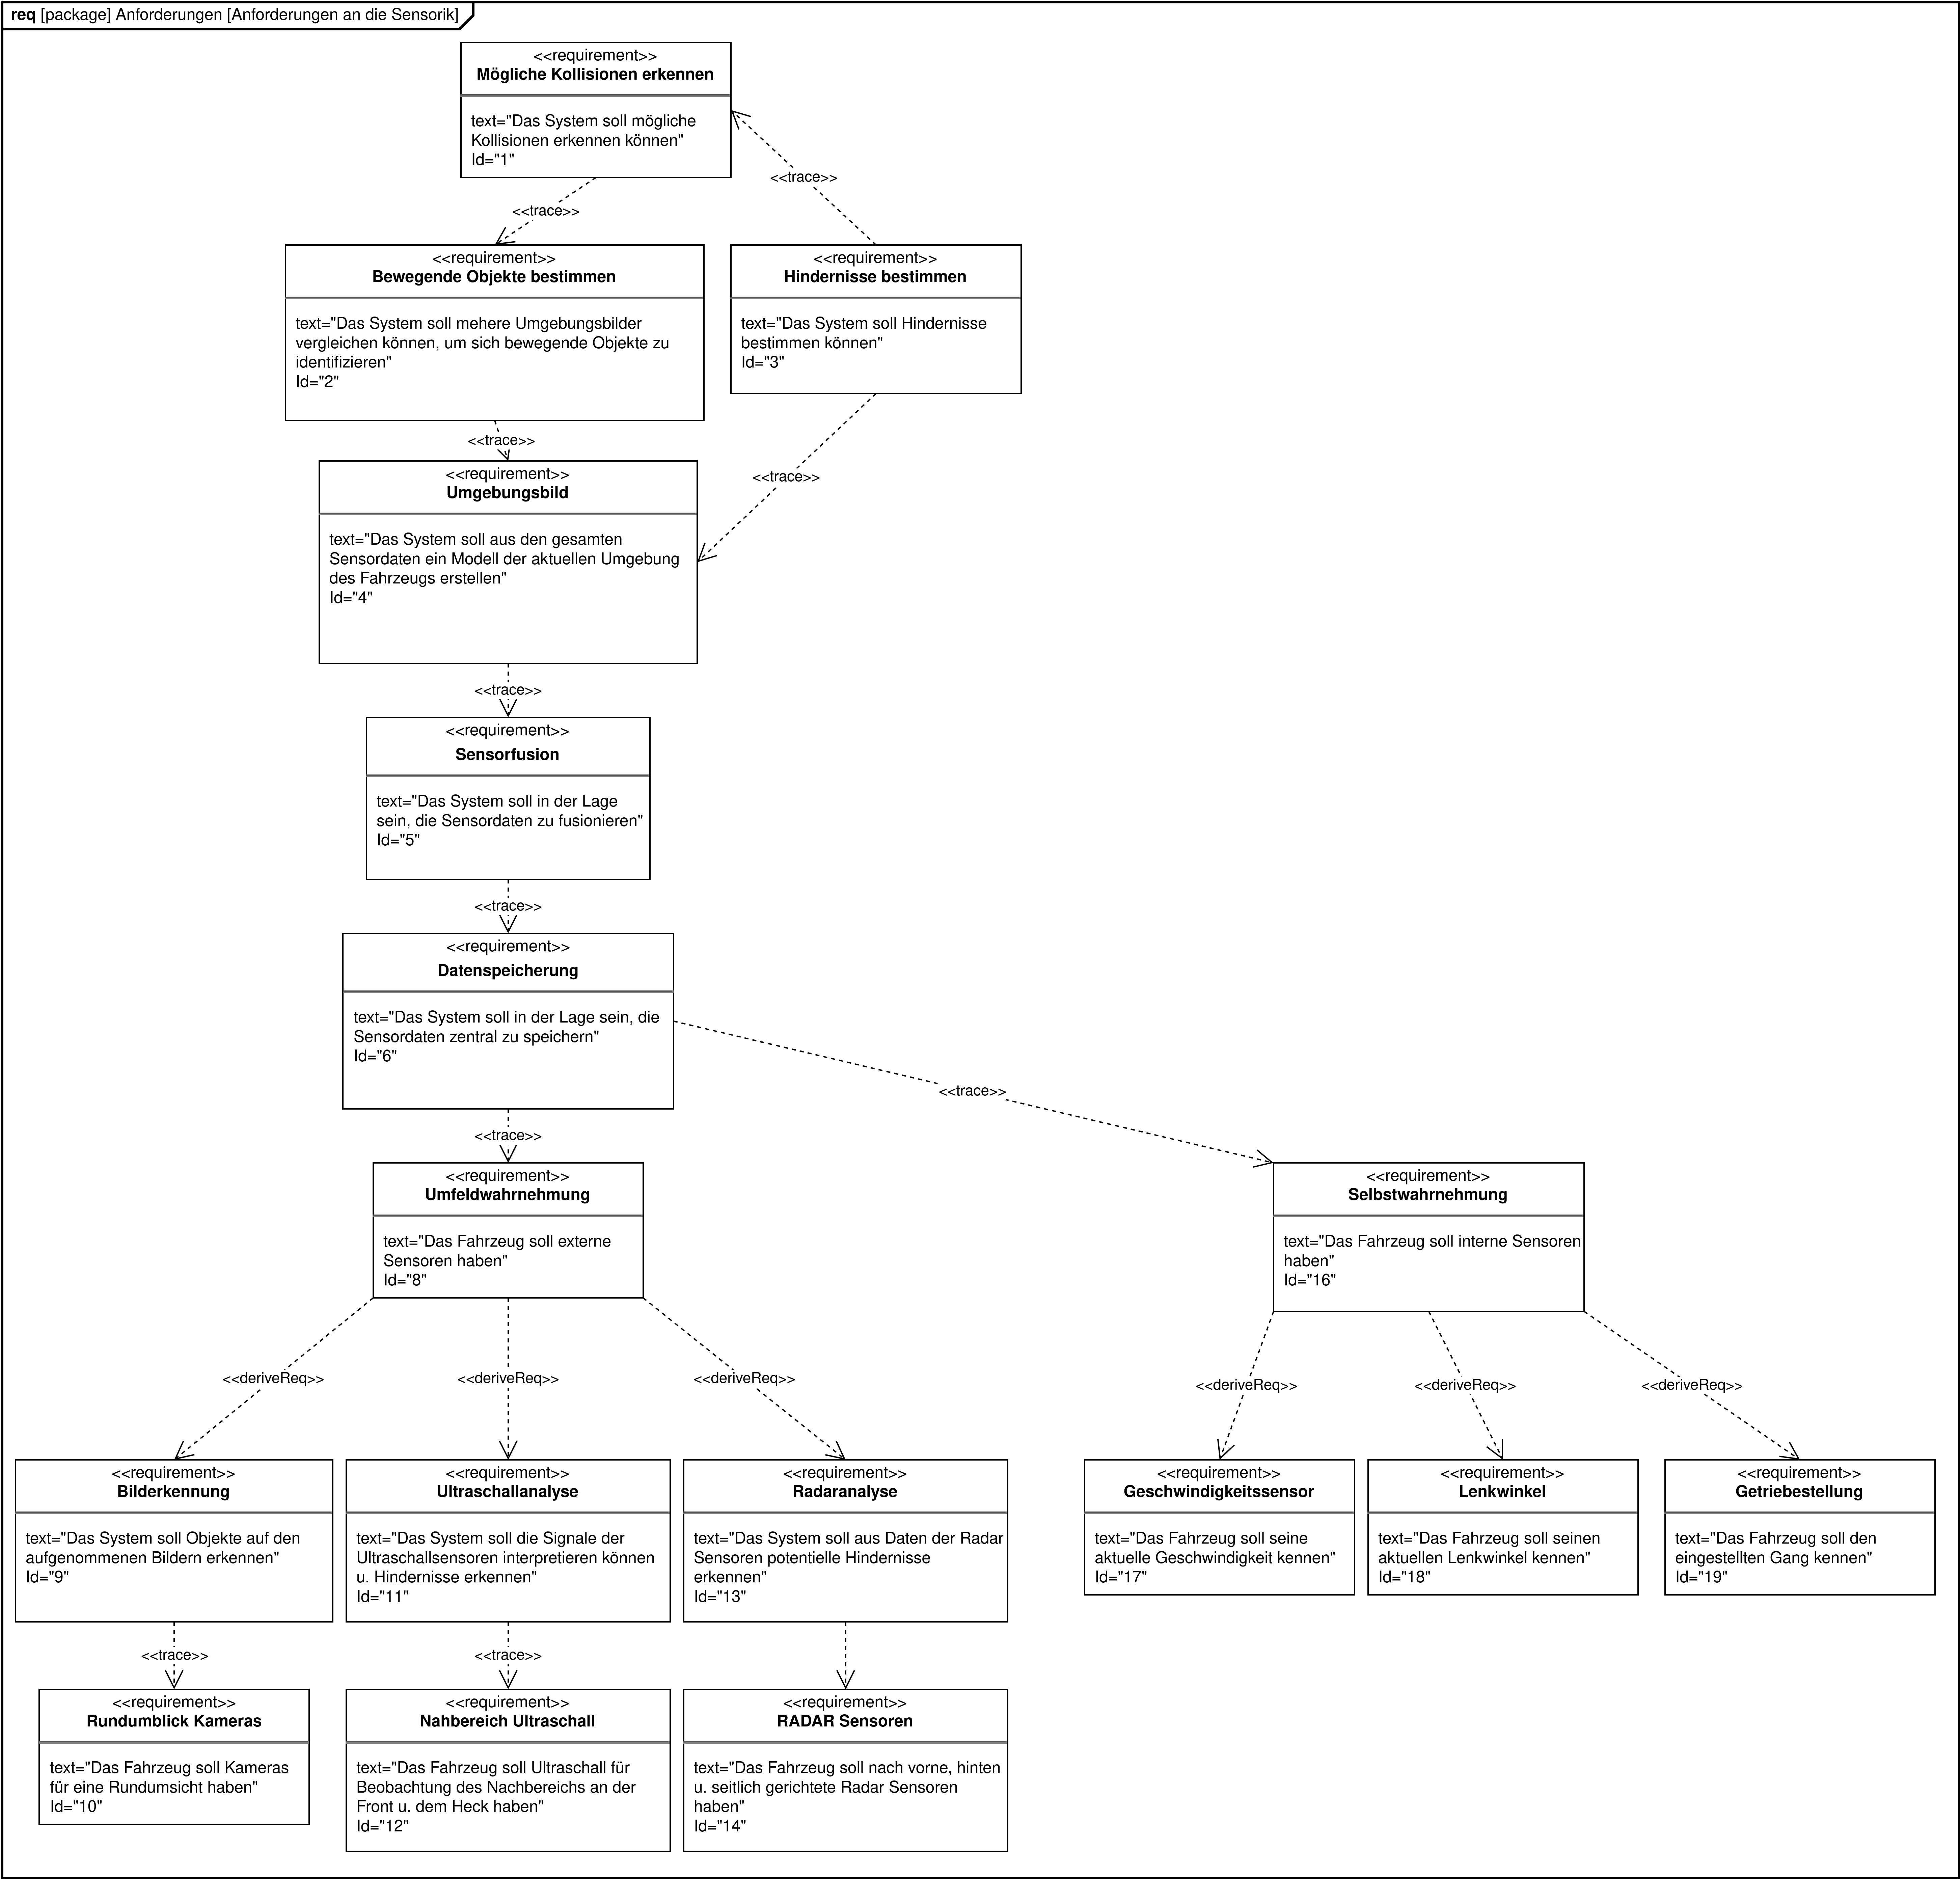 req [package] Anforderungen [Anforderungen an die Sensorik]
<<requirement>>
Mögliche Kollisionen erkennen
text="Das System soll mögliche
Kollisionen erkennen können"
Id="1"
<<trace>>
<<trace>>
<<requirement>>
Bewegende Objekte bestimmen
text="Das System soll mehere Umgebungsbilder
vergleichen können, um sich bewegende Objekte zu
identifizieren"
Id="2"
<<requirement>>
Hindernisse bestimmen
text="Das System soll Hindernisse
bestimmen können"
Id="3"
<<trace>>
<<trace>>
<<requirement>>
Umgebungsbild
text="Das System soll aus den gesamten
Sensordaten ein Modell der aktuellen Umgebung
des Fahrzeugs erstellen"
Id="4"
<<trace>>
<<requirement>>
Sensorfusion
text="Das System soll in der Lage
sein, die Sensordaten zu fusionieren"
Id="5"
<<trace>>
<<requirement>>
Datenspeicherung
text="Das System soll in der Lage sein, die
Sensordaten zentral zu speichern"
Id="6"
<<trace>>
<<trace>>
<<requirement>>
Umfeldwahrnehmung
text="Das Fahrzeug soll externe
Sensoren haben"
Id="8"
<<requirement>>
Selbstwahrnehmung
text="Das Fahrzeug soll interne Sensoren
haben"
Id="16"
<<deriveReq>>
<<deriveReq>>
<<deriveReq>>
<<deriveReq>>
<<deriveReq>>
<<deriveReq>>
<<requirement>>
Bilderkennung
text="Das System soll Objekte auf den
aufgenommenen Bildern erkennen"
Id="9"
<<requirement>>
Ultraschallanalyse
text="Das System soll die Signale der
Ultraschallsensoren interpretieren können
u. Hindernisse erkennen"
Id="11"
<<requirement>>
Radaranalyse
text="Das System soll aus Daten der Radar
Sensoren potentielle Hindernisse
erkennen"
Id="13"
<<requirement>>
Geschwindigkeitssensor
text="Das Fahrzeug soll seine
aktuelle Geschwindigkeit kennen"
Id="17"
<<requirement>>
Lenkwinkel
text="Das Fahrzeug soll seinen
aktuellen Lenkwinkel kennen"
Id="18"
<<requirement>>
Getriebestellung
text="Das Fahrzeug soll den
eingestellten Gang kennen"
Id="19"
<<trace>>
<<trace>>
<<requirement>>
Rundumblick Kameras
text="Das Fahrzeug soll Kameras
für eine Rundumsicht haben"
Id="10"
<<requirement>>
Nahbereich Ultraschall
text="Das Fahrzeug soll Ultraschall für
Beobachtung des Nachbereichs an der
Front u. dem Heck haben"
Id="12"
<<requirement>>
RADAR Sensoren
text="Das Fahrzeug soll nach vorne, hinten
u. seitlich gerichtete Radar Sensoren
haben"
Id="14"